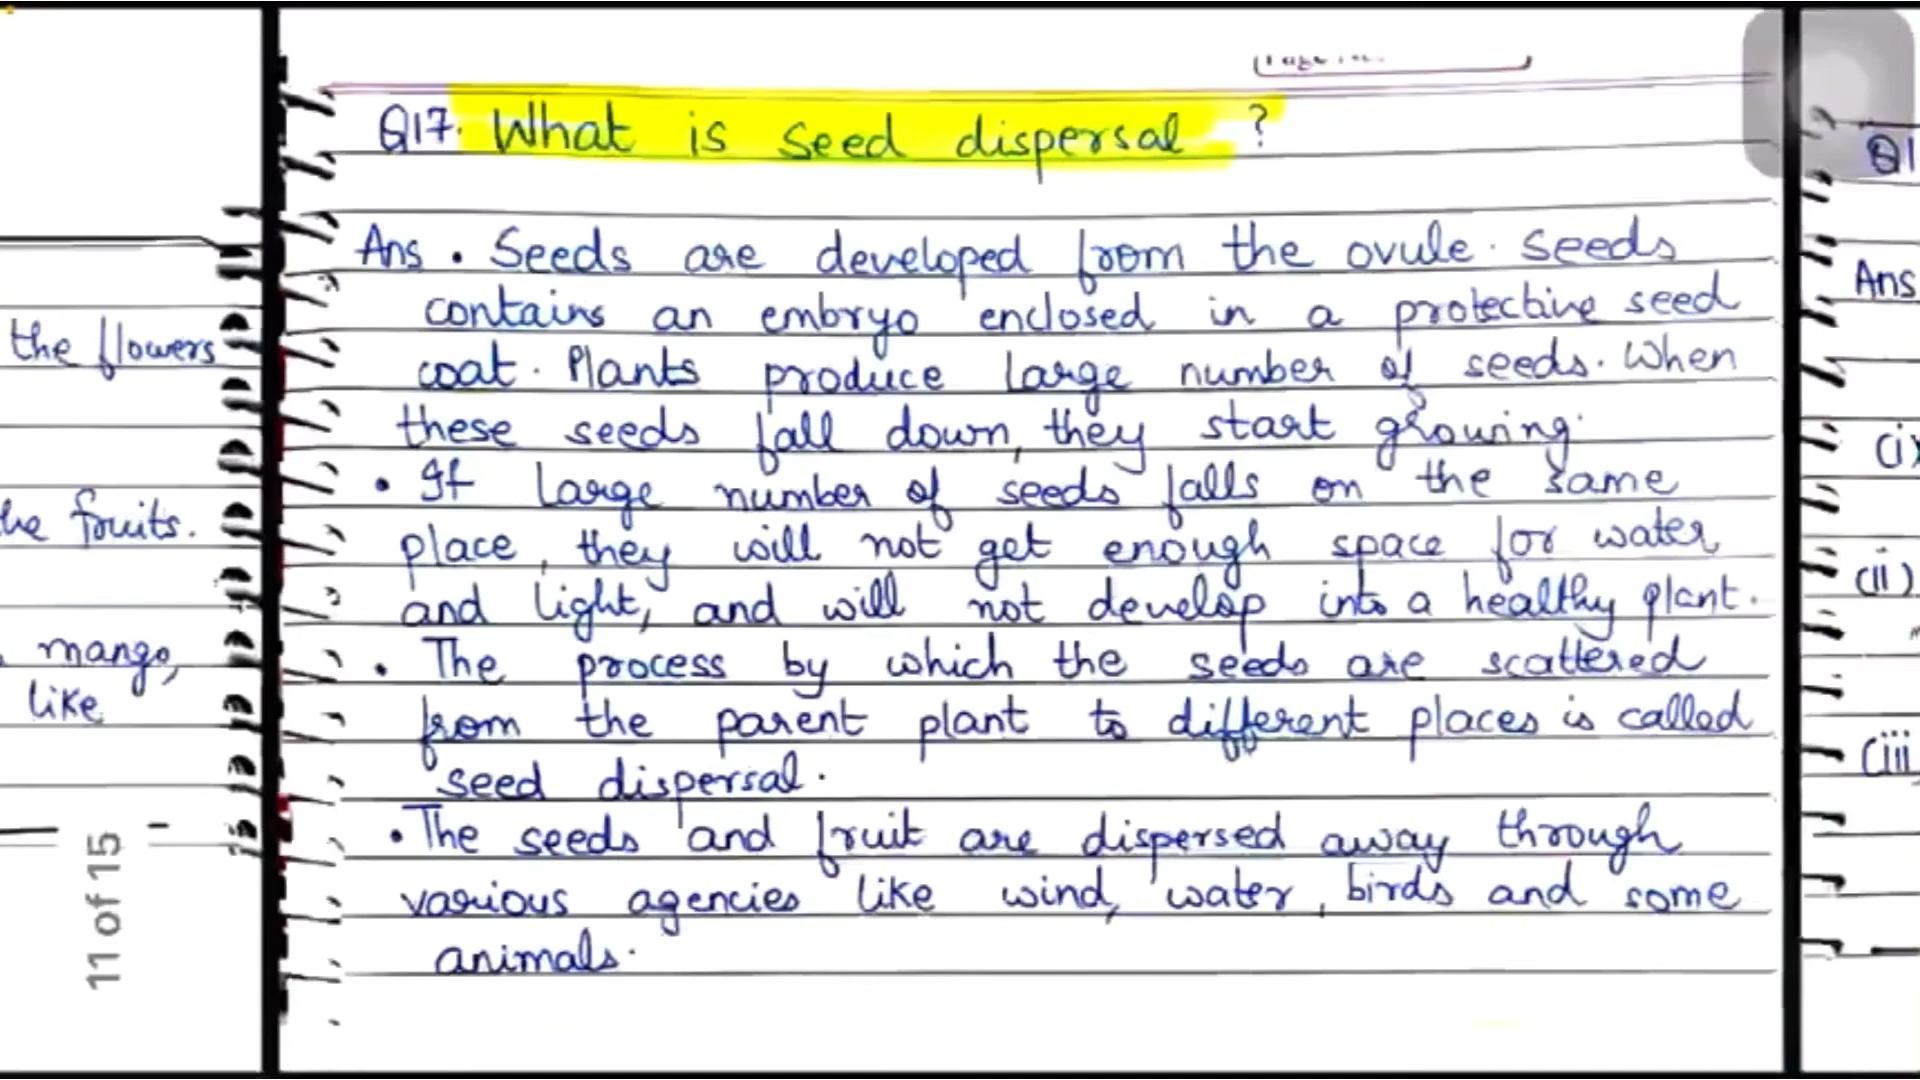 Q17. What is seed dispersal ?
Ans . Seeds are developed from the ovule. Seeds
contains an embryo enclosed in a protective seed
coat. Plants produce large number of seeds. When
these seeds fall down, they start growing.
• If large number of seeds falls on the same
place, they will not get enough space for water
and light, and will not develop into a healthy plant.
• The process by which the seeds are scattered
from the parent plant to different places is called
seed dispersal.
• The seeds and fruit are dispersed away through
various agencies like wind, water, birds and some
animals.
the flowers
he fruits.
mango,
like
11 of 15
Q1
Ans
(i)
(ii)
(iii